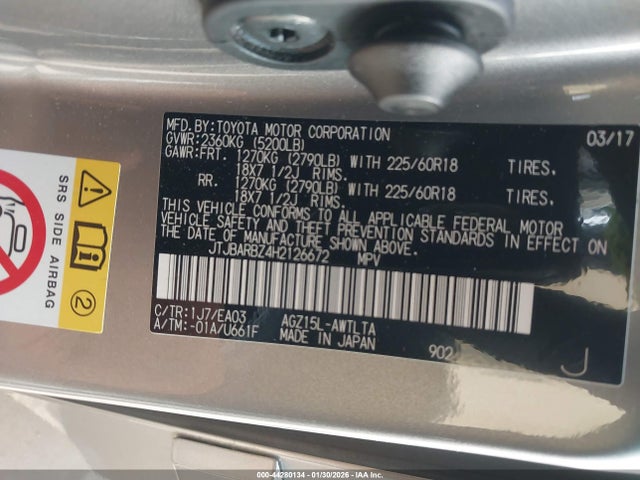 MFD.BY:TOYOTA MOTOR CORPORATION 03/17
GVWR:2360KG (5200LB)
GAWR:FRT. 1270KG (2790LB) WITH 225/60R18 TIRES.
18X7 1/2J RIMS.
RR. 1270KG (2790LB) WITH 225/60R18 TIRES.
18X7 1/2J RIMS.
THIS VEHICLE CONFORMS TO ALL APPLICABLE FEDERAL MOTOR
VEHICLE SAFETY AND THEFT PREVENTION STANDARDS IN EFFECT ON
THE DATE OF MANUFACTURE SHOWN ABOVE.
JTJBARBZ4H2126672 MPV
C/TR:1J7/EA03 AGZ15L-AWTLTA
A/TM:-01A/U661F MADE IN JAPAN 902 J
SRS SIDE AIRBAG
2
000-44280134 | 01/30/2026 - IAA